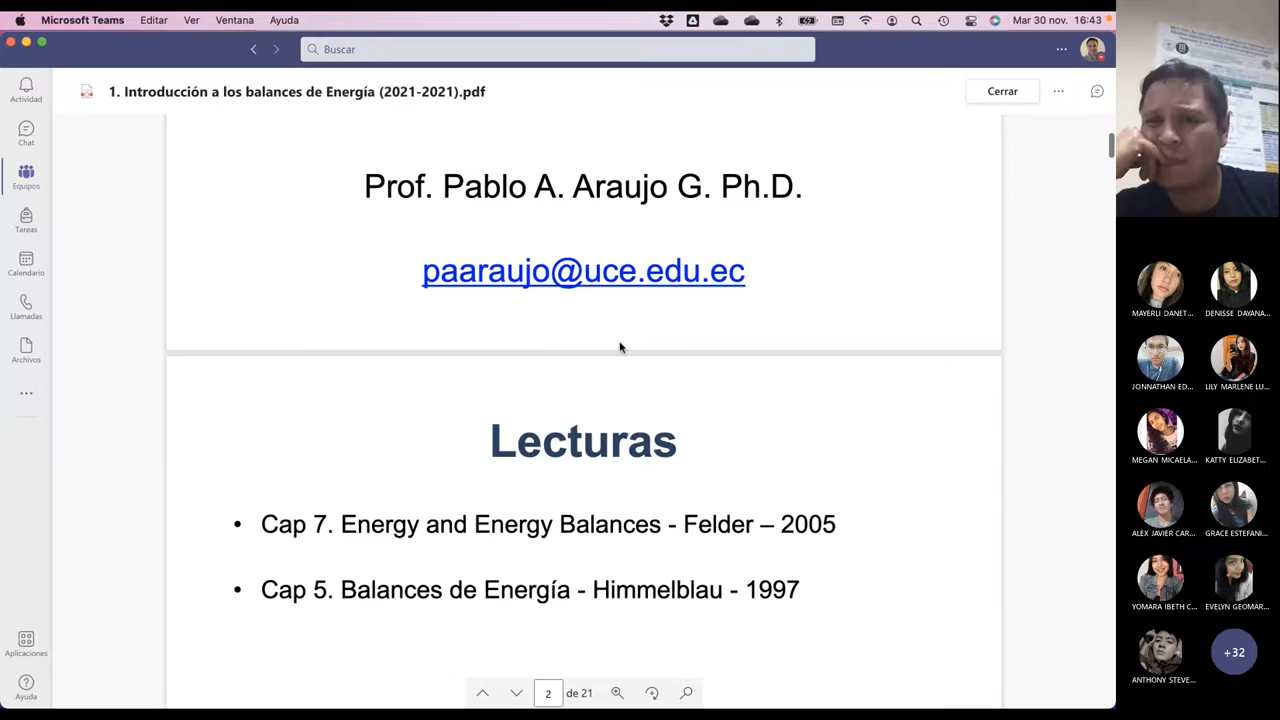 Microsoft Teams Editar Ver Ventana Ayuda Mar 30 nov. 16:43
Buscar
1. Introducción a los balances de Energía (2021-2021).pdf
Cerrar
Actividad
Chat
Equipos
Tareas
Calendario
Llamadas
Archivos
Aplicaciones
Ayuda
Prof. Pablo A. Araujo G. Ph.D.
paaraujo@uce.edu.ec
Lecturas
• Cap 7. Energy and Energy Balances - Felder – 2005
• Cap 5. Balances de Energía - Himmelblau - 1997
2 de 21
MAYERLI DANET... DENISSE DAYANA...
JONNATHAN ED... LILY MARLENE LU...
MEGAN MICAELA... KATTY ELIZABET...
ALEX JAVIER CAR... GRACE ESTEFANI...
YOMARA IBETH C... EVELYN GEOMAR...
ANTHONY STEVE... +32